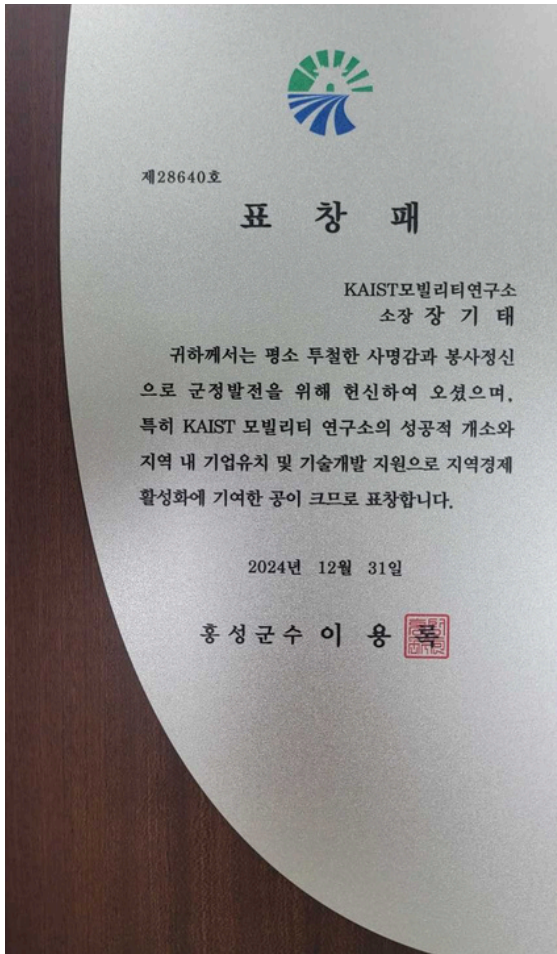 제28640호
표 창 패
KAIST모빌리티연구소
소장 장 기 태
귀하께서는 평소 투철한 사명감과 봉사정신
으로 군정발전을 위해 헌신하여 오셨으며,
특히 KAIST 모빌리티 연구소의 성공적 개소와
지역 내 기업유치 및 기술개발 지원으로 지역경제
활성화에 기여한 공이 크므로 표창합니다.
2024년 12월 31일
홍성군수 이 용 록